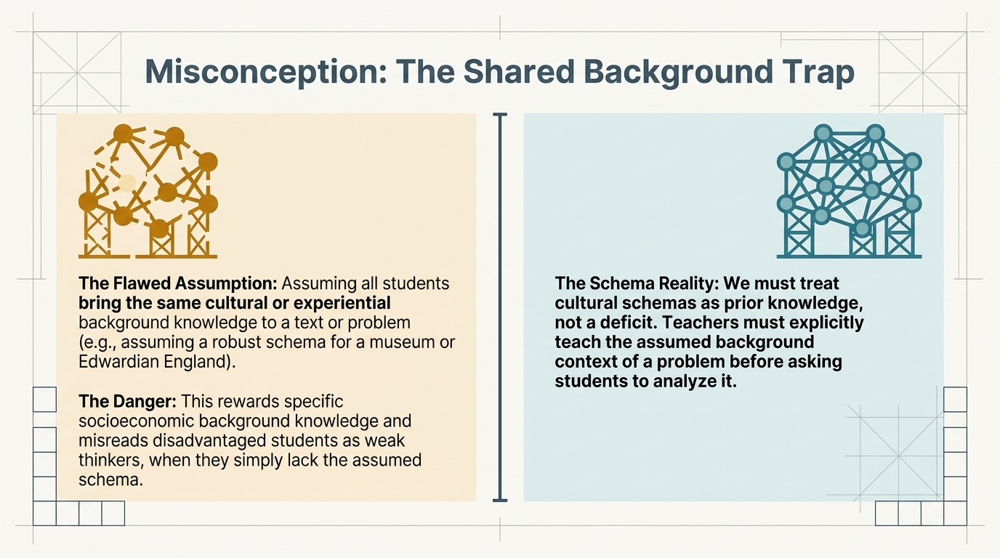 Misconception: The Shared Background Trap
The Flawed Assumption: Assuming all students
bring the same cultural or experiential
background knowledge to a text or problem
(e.g., assuming a robust schema for a museum or
Edwardian England).
The Danger: This rewards specific
socioeconomic background knowledge and
misreads disadvantaged students as weak
thinkers, when they simply lack the assumed
schema.
The Schema Reality: We must treat
cultural schemas as prior knowledge,
not a deficit. Teachers must explicitly
teach the assumed background
context of a problem before asking
students to analyze it.